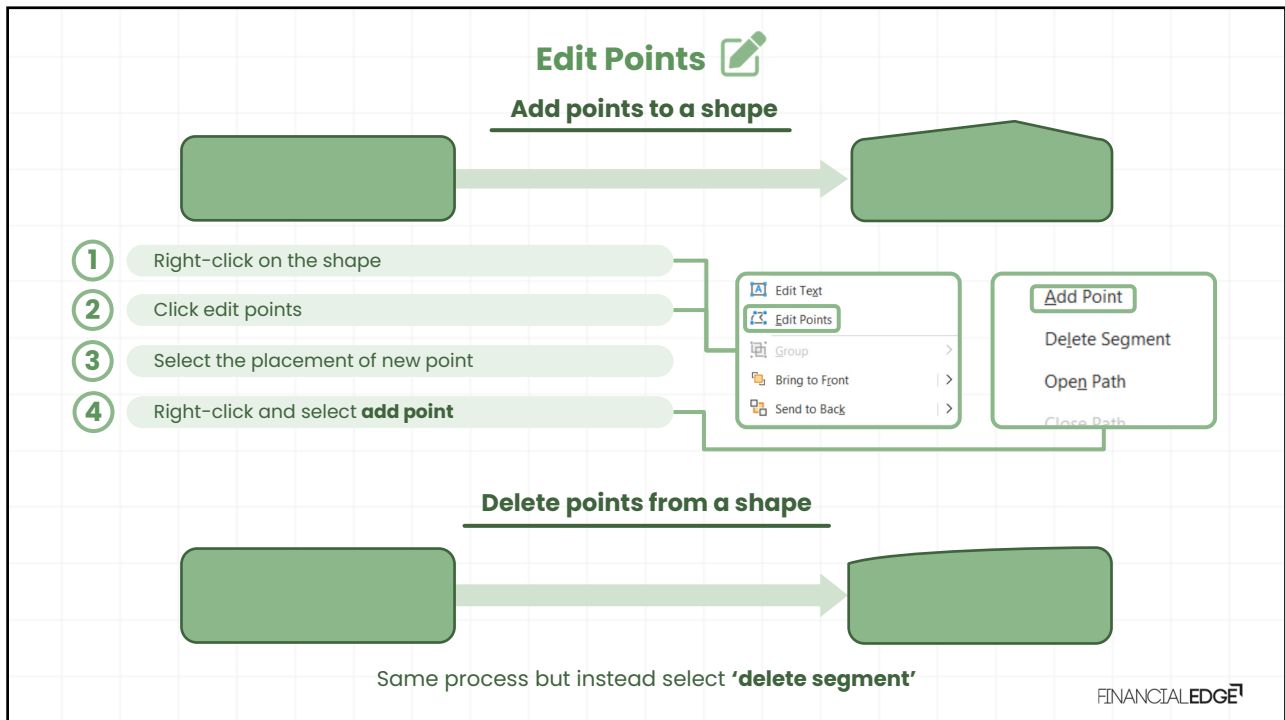 Edit Points
Add points to a shape
1 Right-click on the shape
2 Click edit points
3 Select the placement of new point
4 Right-click and select add point
Edit Text
Edit Points
Group
Bring to Front
Send to Back
Add Point
Delete Segment
Open Path
Close Path
Delete points from a shape
Same process but instead select ‘delete segment’
FINANCIALEDGE